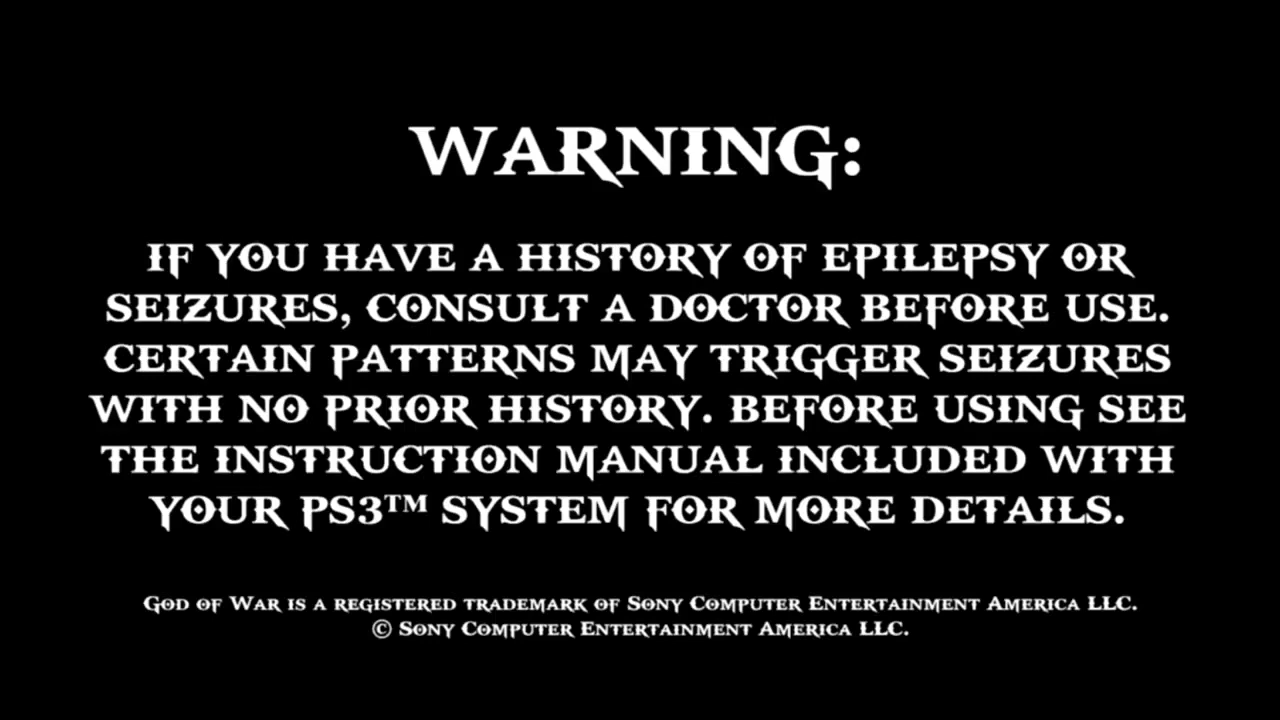 WARNING:
IF YOU HAVE A HISTORY OF EPILEPSY OR
SEIZURES, CONSULT A DOCTOR BEFORE USE.
CERTAIN PATTERNS MAY TRIGGER SEIZURES
WITH NO PRIOR HISTORY. BEFORE USING SEE
THE INSTRUCTION MANUAL INCLUDED WITH
YOUR PS3™ SYSTEM FOR MORE DETAILS.
God of War is a registered trademark of Sony Computer Entertainment America LLC.
© Sony Computer Entertainment America LLC.